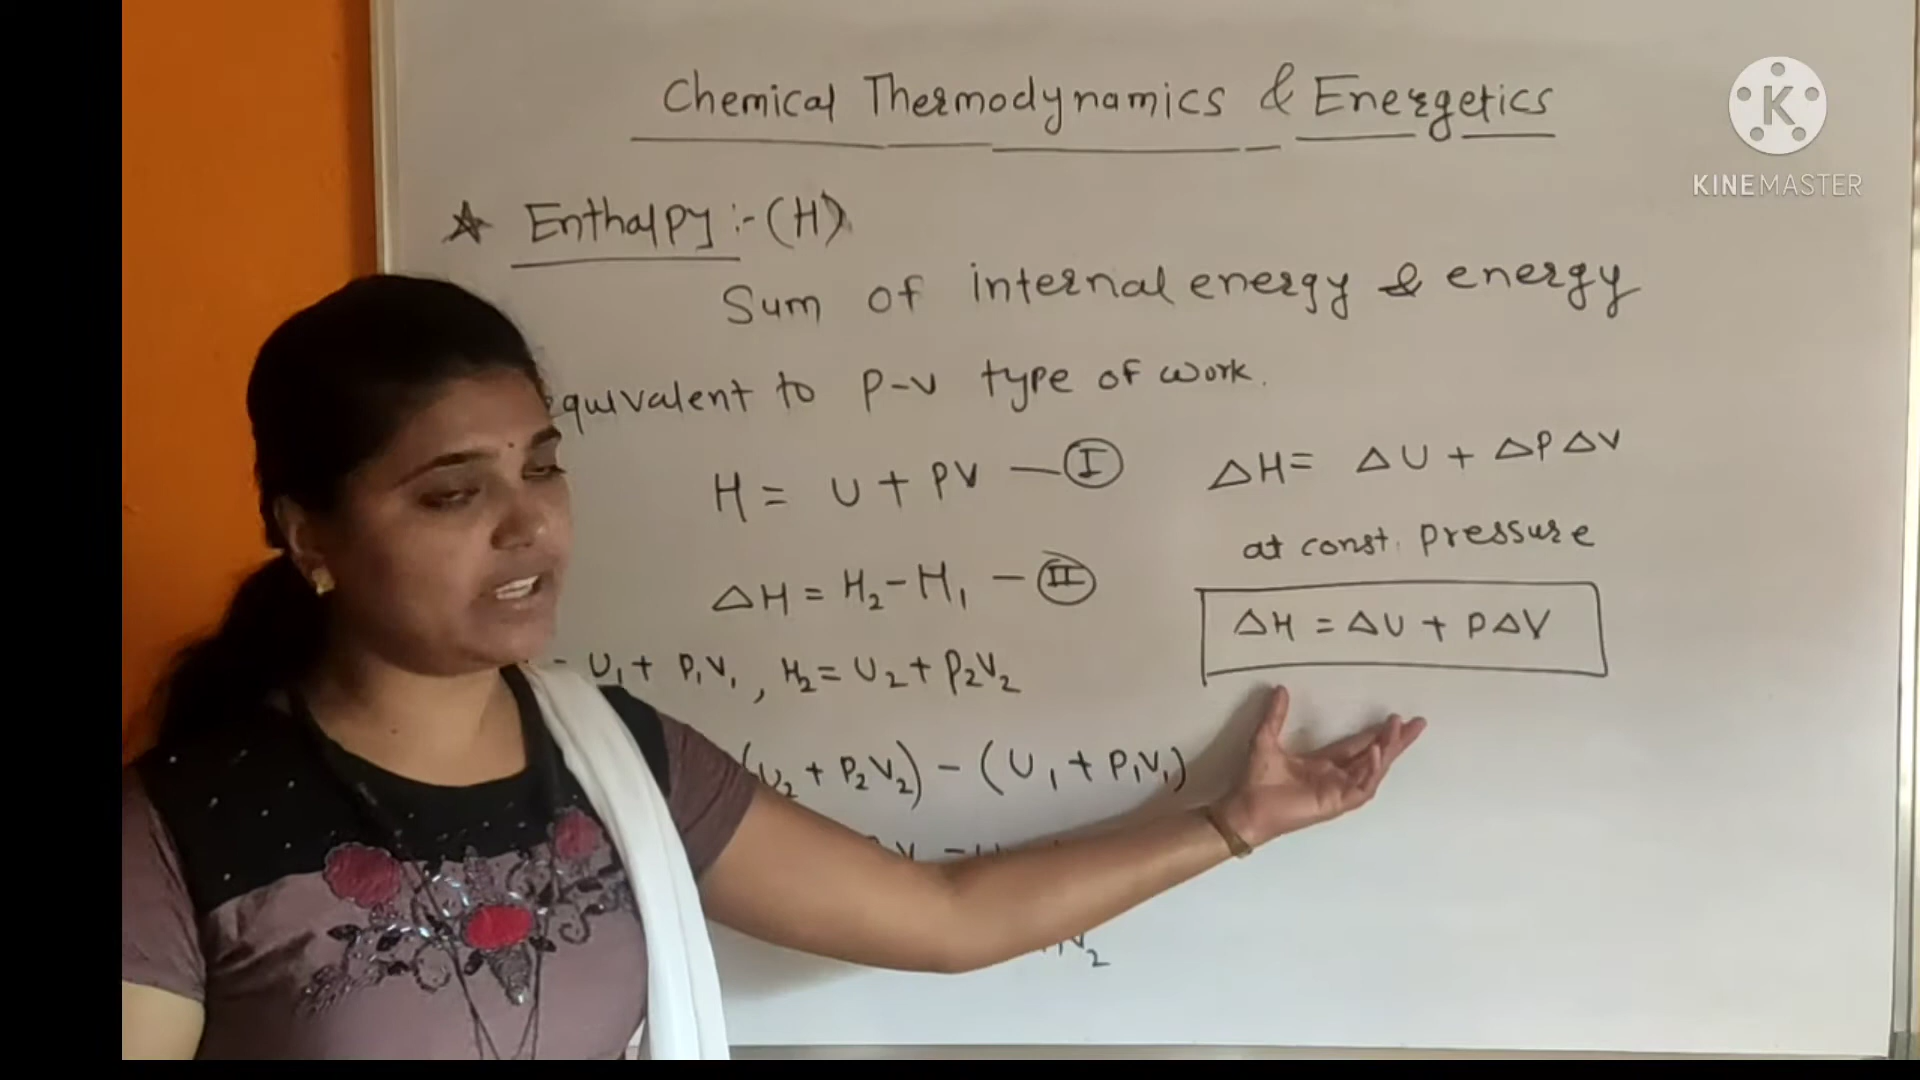 Chemical Thermodynamics & Energetics
KINEMASTER
★ Enthalpy :- (H)
Sum of internal energy & energy
equivalent to P-V type of work.
H = U + PV — I
ΔH = H₂ - H₁ — II
U₁ + P₁V₁, H₂ = U₂ + P₂V₂
(U₂ + P₂V₂) - (U₁ + P₁V₁)
ΔH = ΔU + ΔPΔV
at const. pressure
ΔH = ΔU + PΔV